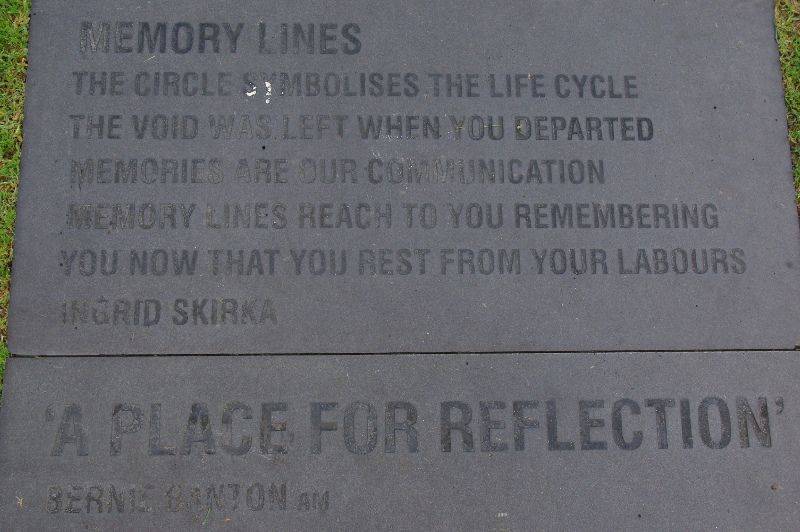 MEMORY LINES
THE CIRCLE SYMBOLISES THE LIFE CYCLE
THE VOID WAS LEFT WHEN YOU DEPARTED
MEMORIES ARE OUR COMMUNICATION
MEMORY LINES REACH TO YOU REMEMBERING
YOU NOW THAT YOU REST FROM YOUR LABOURS
INGRID SKIRKA
'A PLACE FOR REFLECTION'
BERNIE BANTON AM